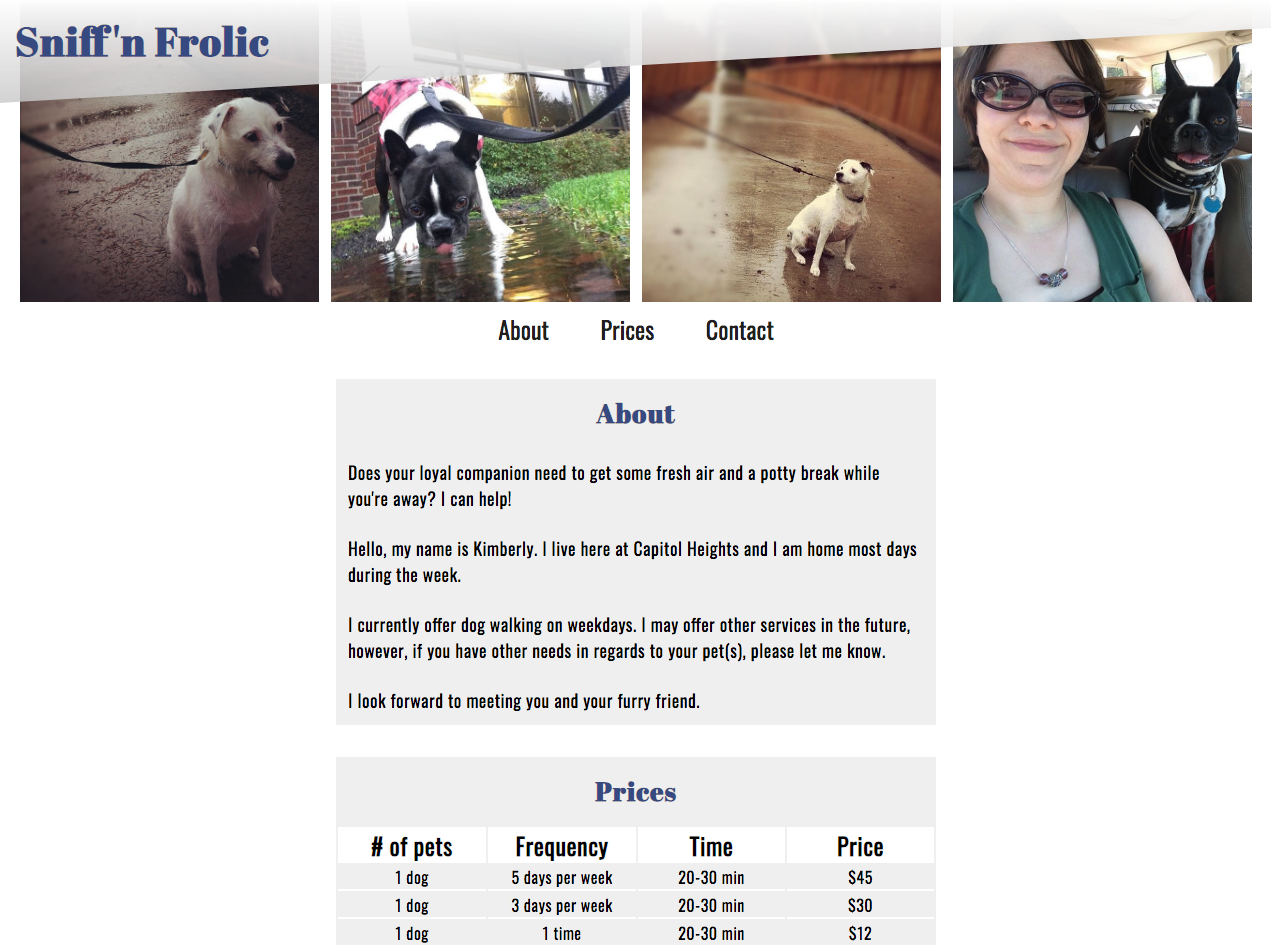 Sniff'n Frolic
About Prices Contact
About
Does your loyal companion need to get some fresh air and a potty break while
you're away? I can help!
Hello, my name is Kimberly. I live here at Capitol Heights and I am home most days
during the week.
I currently offer dog walking on weekdays. I may offer other services in the future,
however, if you have other needs in regards to your pet(s), please let me know.
I look forward to meeting you and your furry friend.
Prices
# of pets Frequency Time Price
1 dog 5 days per week 20-30 min $45
1 dog 3 days per week 20-30 min $30
1 dog 1 time 20-30 min $12